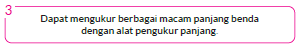 3
Dapat mengukur berbagai macam panjang benda
dengan alat pengukur panjang.